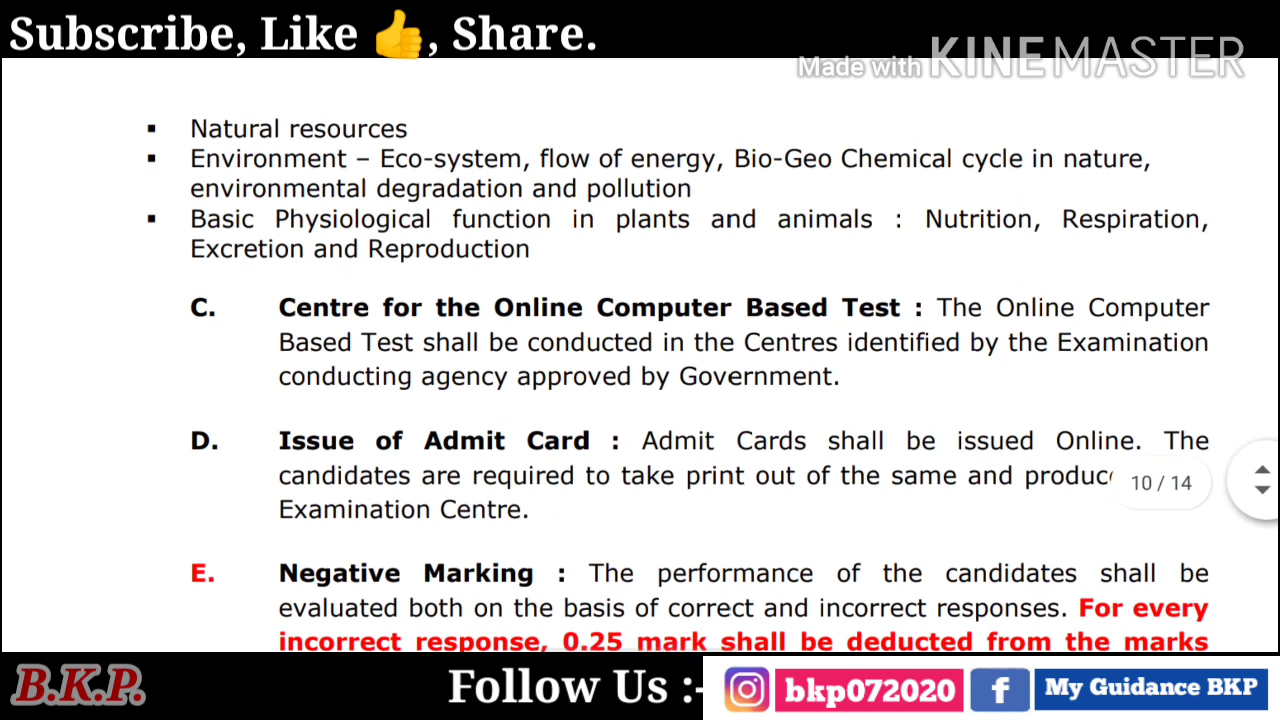 Subscribe, Like 👍, Share.
Made with KINEMASTER
▪ Natural resources
▪ Environment – Eco-system, flow of energy, Bio-Geo Chemical cycle in nature,
environmental degradation and pollution
▪ Basic Physiological function in plants and animals : Nutrition, Respiration,
Excretion and Reproduction
C. Centre for the Online Computer Based Test : The Online Computer
Based Test shall be conducted in the Centres identified by the Examination
conducting agency approved by Government.
D. Issue of Admit Card : Admit Cards shall be issued Online. The
candidates are required to take print out of the same and
10 / 14
Examination Centre.
E. Negative Marking : The performance of the candidates shall be
evaluated both on the basis of correct and incorrect responses. For every
incorrect response, 0.25 mark shall be deducted from the marks
B.K.P. Follow Us :- bkp072020 f My Guidance BKP